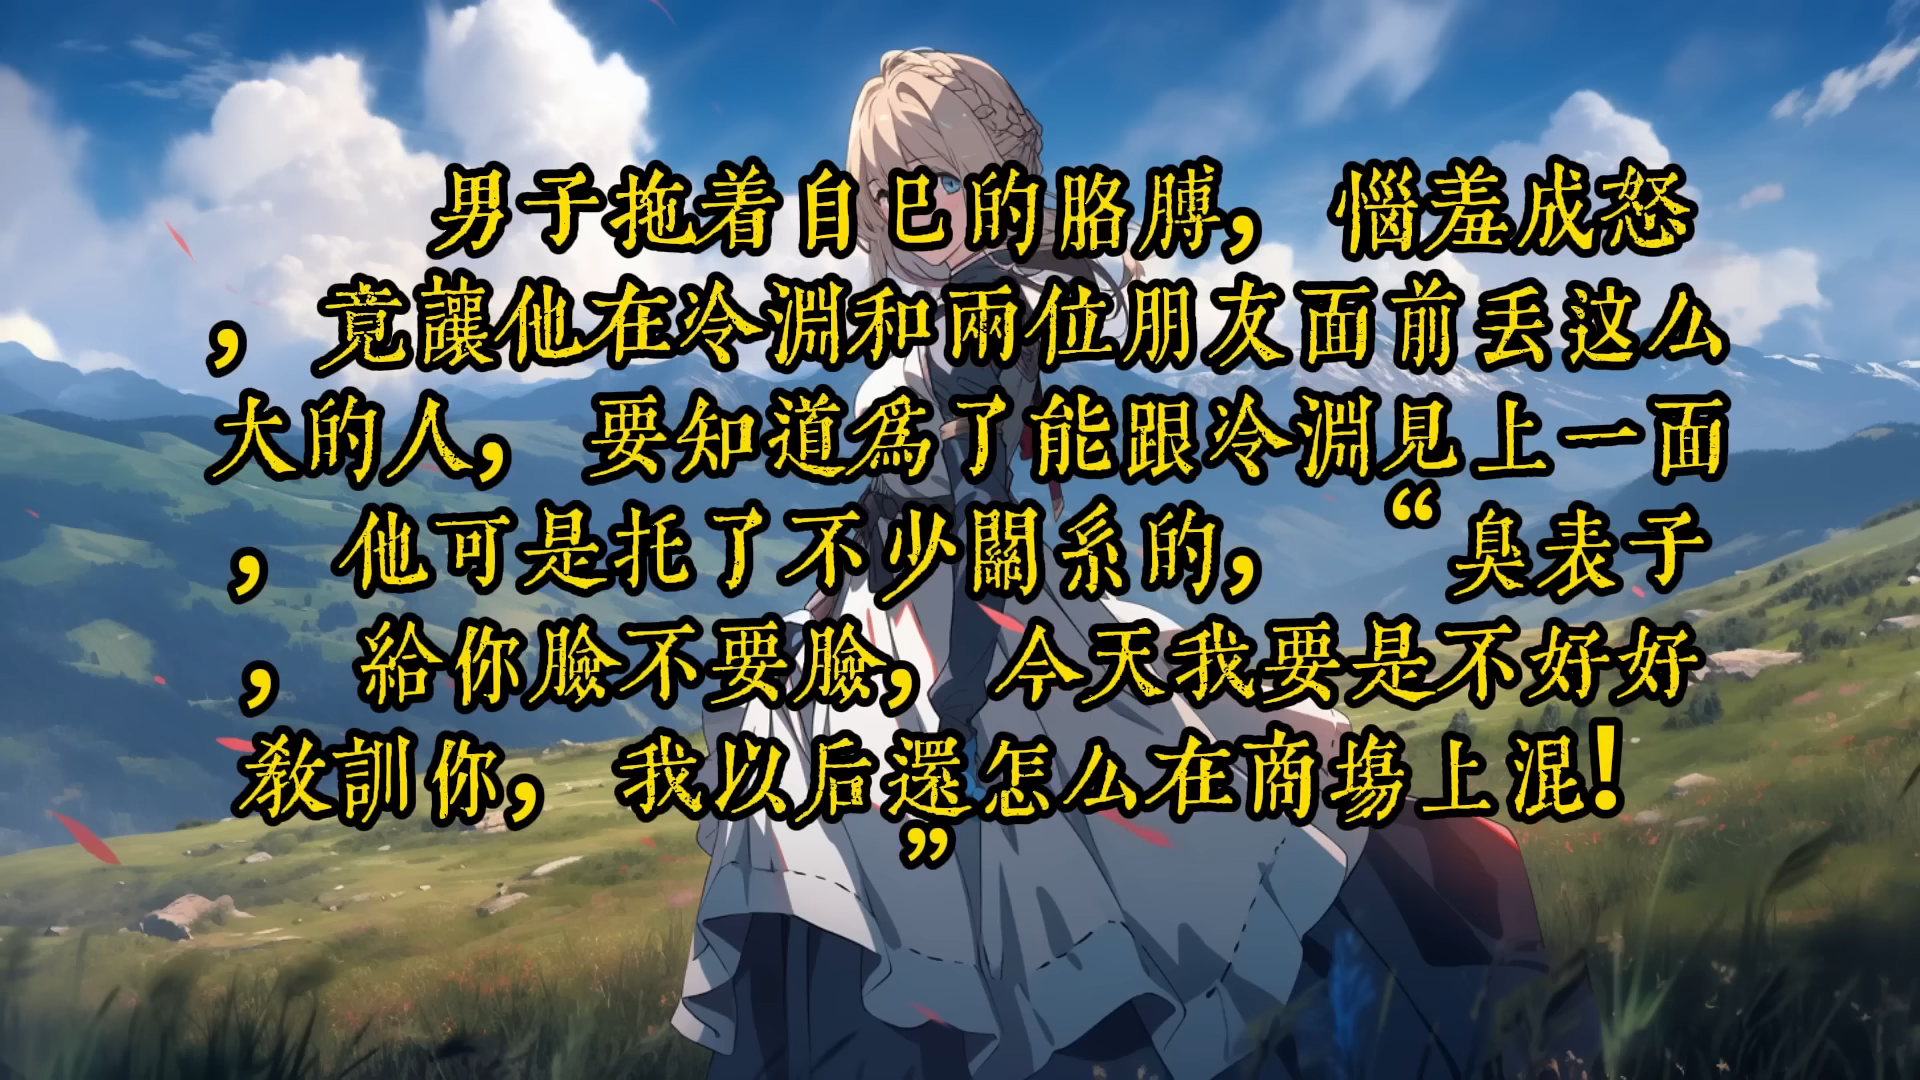 男子拖着自己的胳膊，惱羞成怒
，竟讓他在冷淵和兩位朋友面前丢这么
大的人，要知道爲了能跟冷淵見上一面
，他可是托了不少關系的，“臭表子
，給你臉不要臉，今天我要是不好好
教訓你，我以后還怎么在商場上混！
”